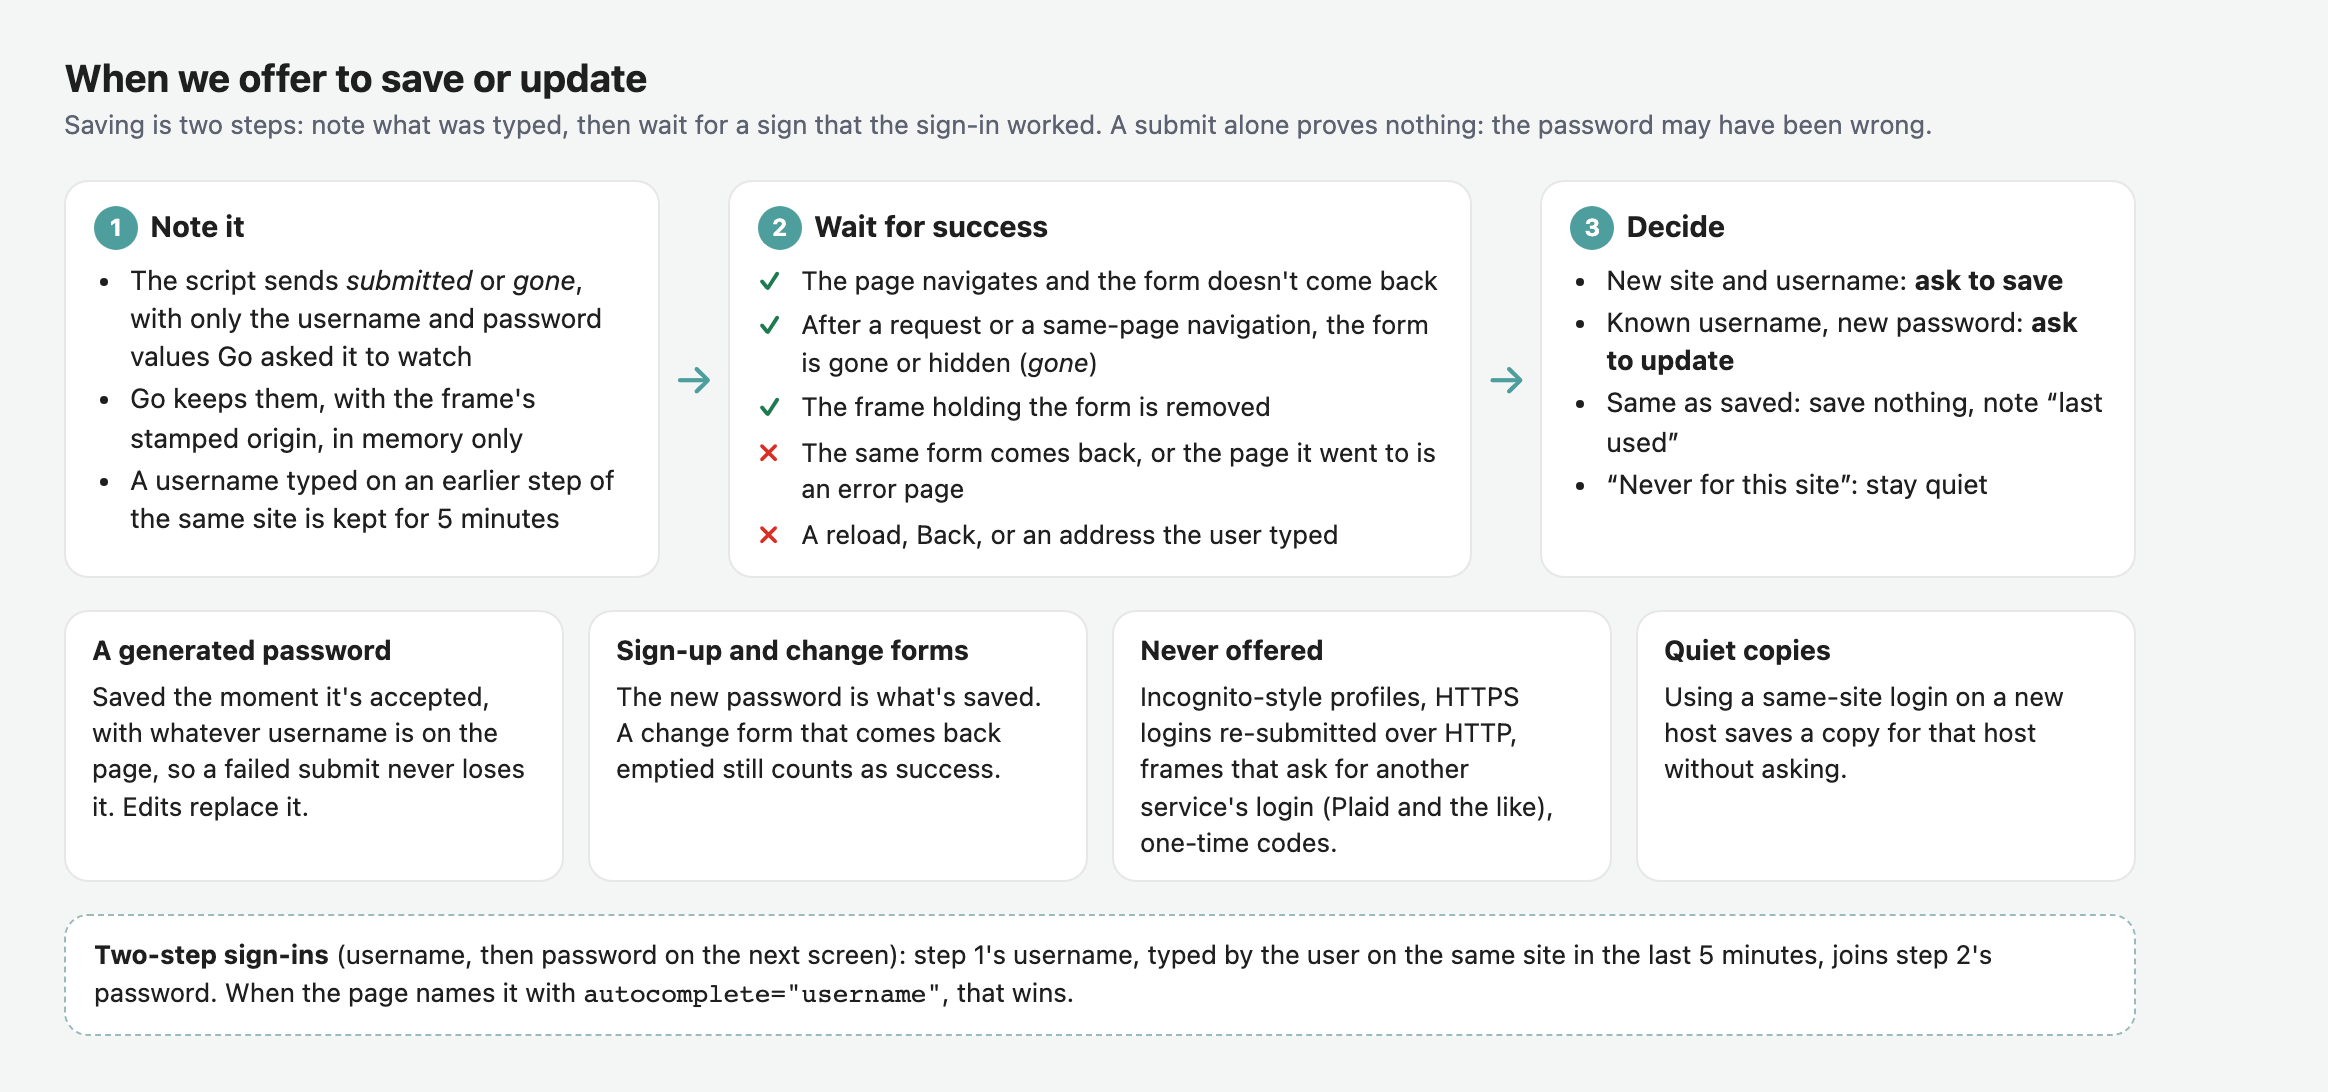 When we offer to save or update
Saving is two steps: note what was typed, then wait for a sign that the sign-in worked. A submit alone proves nothing: the password may have been wrong.
1 Note it
• The script sends submitted or gone,
with only the username and password
values Go asked it to watch
• Go keeps them, with the frame's
stamped origin, in memory only
• A username typed on an earlier step of
the same site is kept for 5 minutes
→
2 Wait for success
✓ The page navigates and the form doesn't come back
✓ After a request or a same-page navigation, the form
is gone or hidden (gone)
✓ The frame holding the form is removed
✕ The same form comes back, or the page it went to is
an error page
✕ A reload, Back, or an address the user typed
→
3 Decide
• New site and username: ask to save
• Known username, new password: ask
to update
• Same as saved: save nothing, note “last
used”
• “Never for this site”: stay quiet
A generated password
Saved the moment it's accepted,
with whatever username is on the
page, so a failed submit never loses
it. Edits replace it.
Sign-up and change forms
The new password is what's saved.
A change form that comes back
emptied still counts as success.
Never offered
Incognito-style profiles, HTTPS
logins re-submitted over HTTP,
frames that ask for another
service's login (Plaid and the like),
one-time codes.
Quiet copies
Using a same-site login on a new
host saves a copy for that host
without asking.
Two-step sign-ins (username, then password on the next screen): step 1's username, typed by the user on the same site in the last 5 minutes, joins step 2's
password. When the page names it with autocomplete="username", that wins.